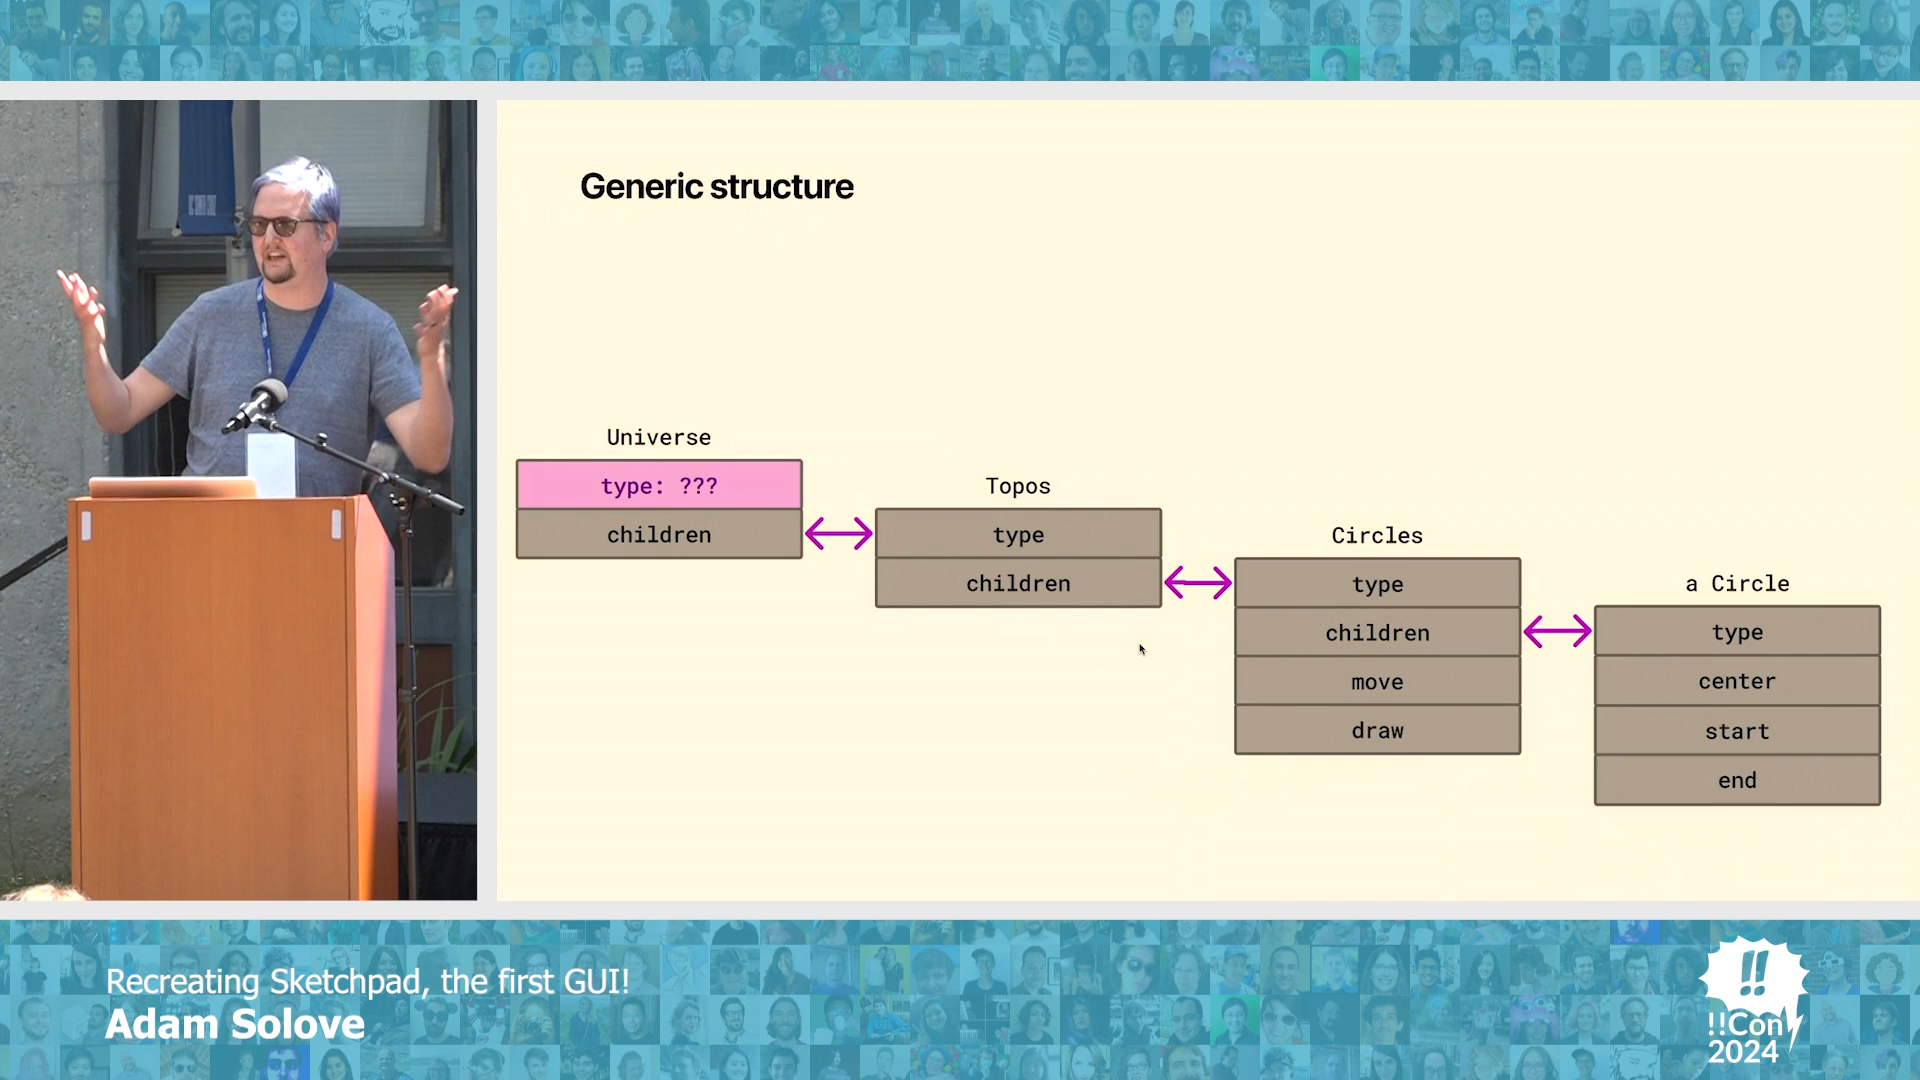 Generic structure
Universe
type: ???
children
Topos
type
children
Circles
type
children
move
draw
a Circle
type
center
start
end
Recreating Sketchpad, the first GUI!
Adam Solove
!!
!!Con
2024